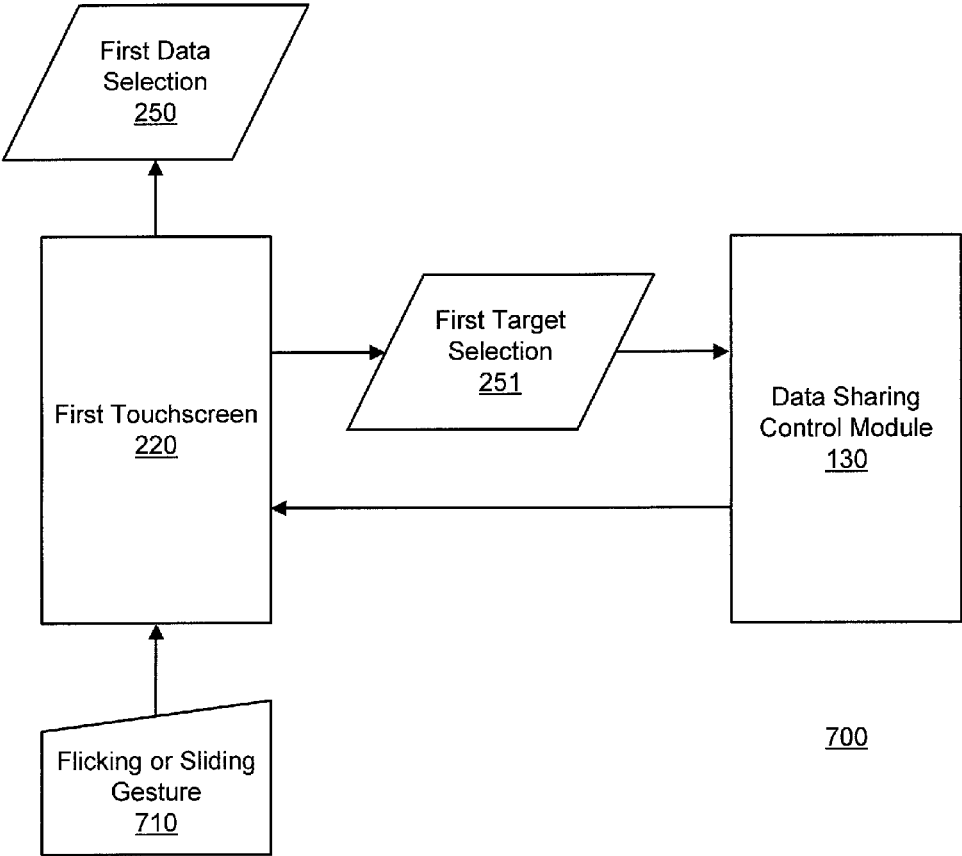 First Data
Selection
250
First Target
Selection
251
First Touchscreen
220
Data Sharing
Control Module
130
Flicking or Sliding
Gesture
710
700